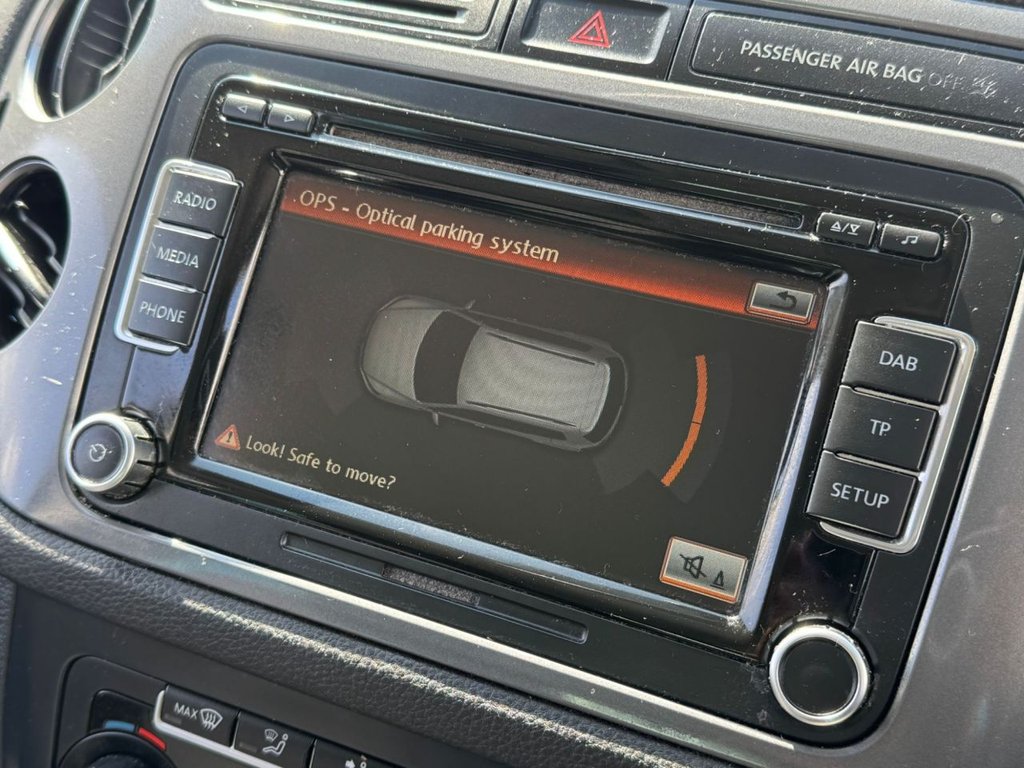 PASSENGER AIR BAG OFF
RADIO
MEDIA
PHONE
OPS - Optical parking system
Look! Safe to move?
DAB
TP
SETUP
MAX